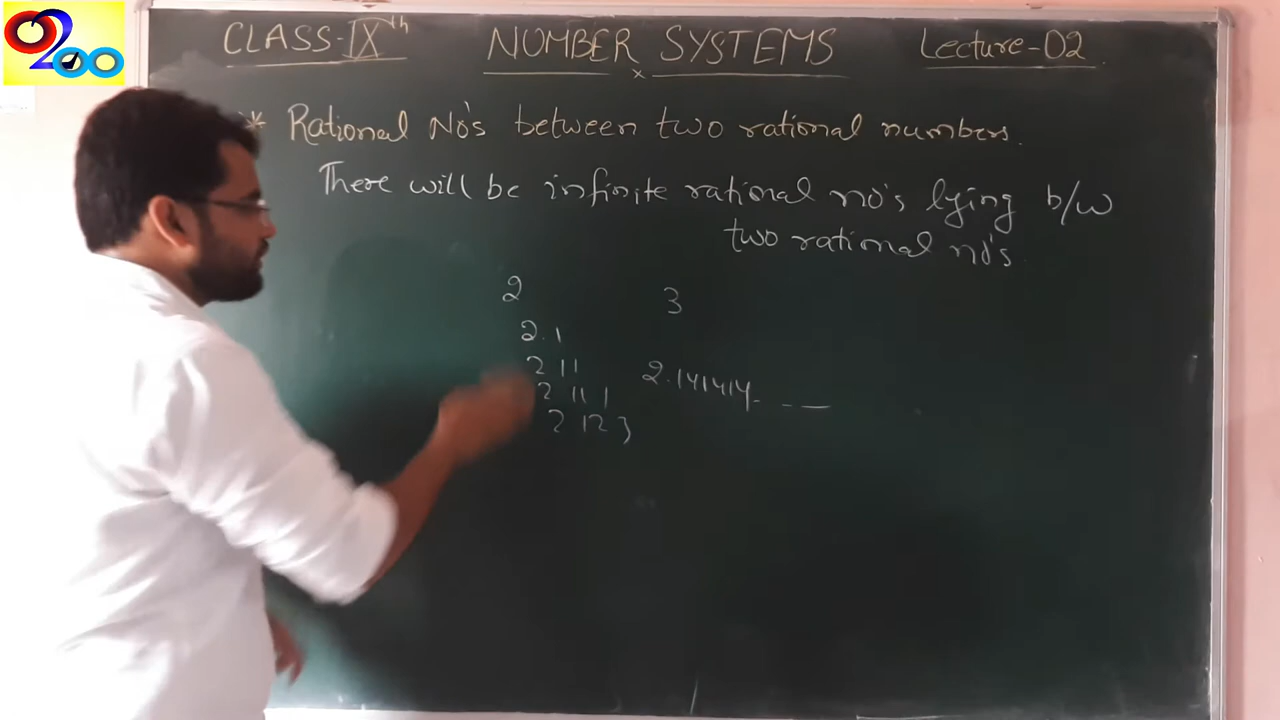 0200
CLASS-IXth NUMBER SYSTEMS Lecture-02
* Rational No's between two rational numbers.
There will be infinite rational no's lying b/w
two rational no's
2 3
2.1
2 11 2.141414- - —
2 111
2 123